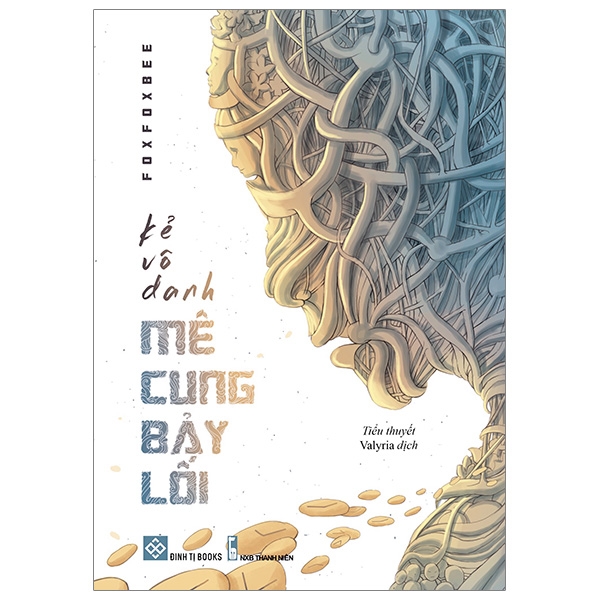 FOXFOXBEE
kẻ
vô
danh
MÊ
CUNG
BẢY
LỐI
Tiểu thuyết
Valyria dịch
ĐINH TỊ BOOKS
NXB THANH NIÊN